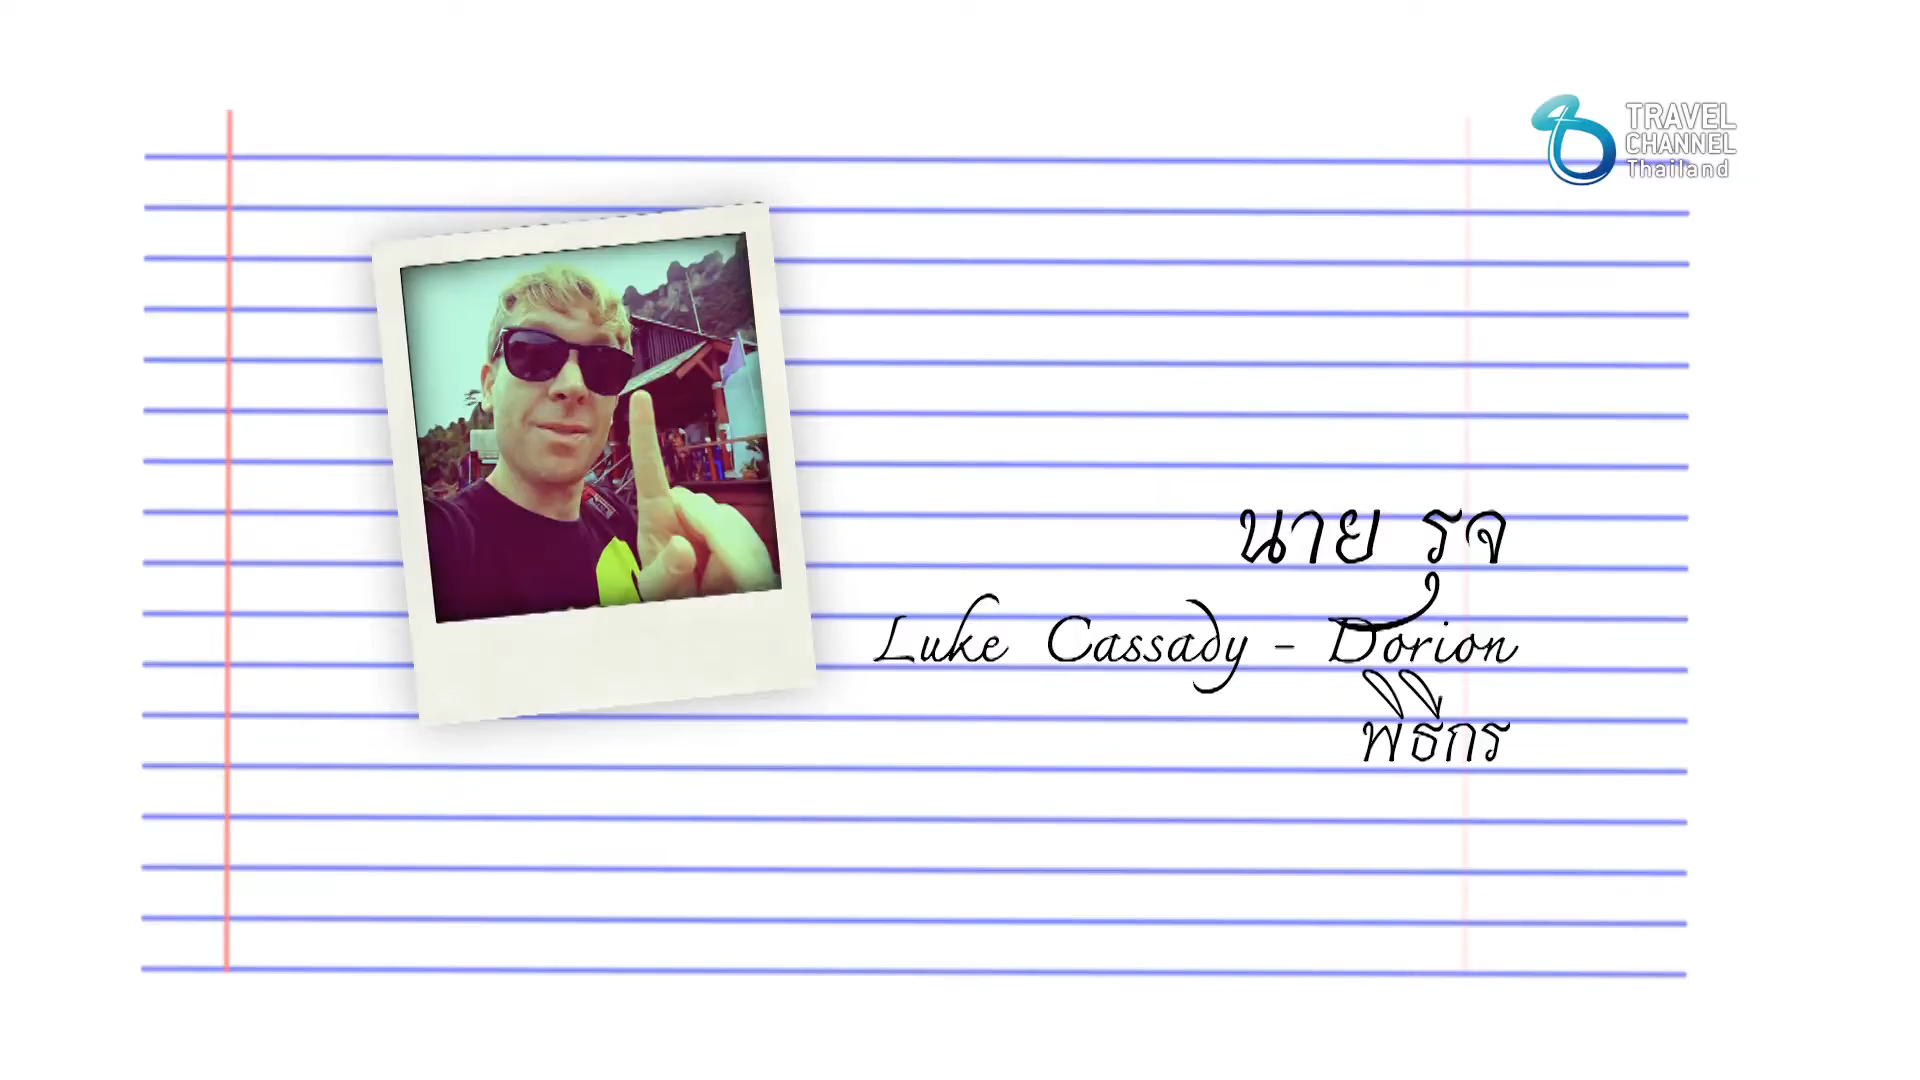 TRAVEL
CHANNEL
Thailand
นาย รุจ
Luke Cassady - Dorion
พิธีกร